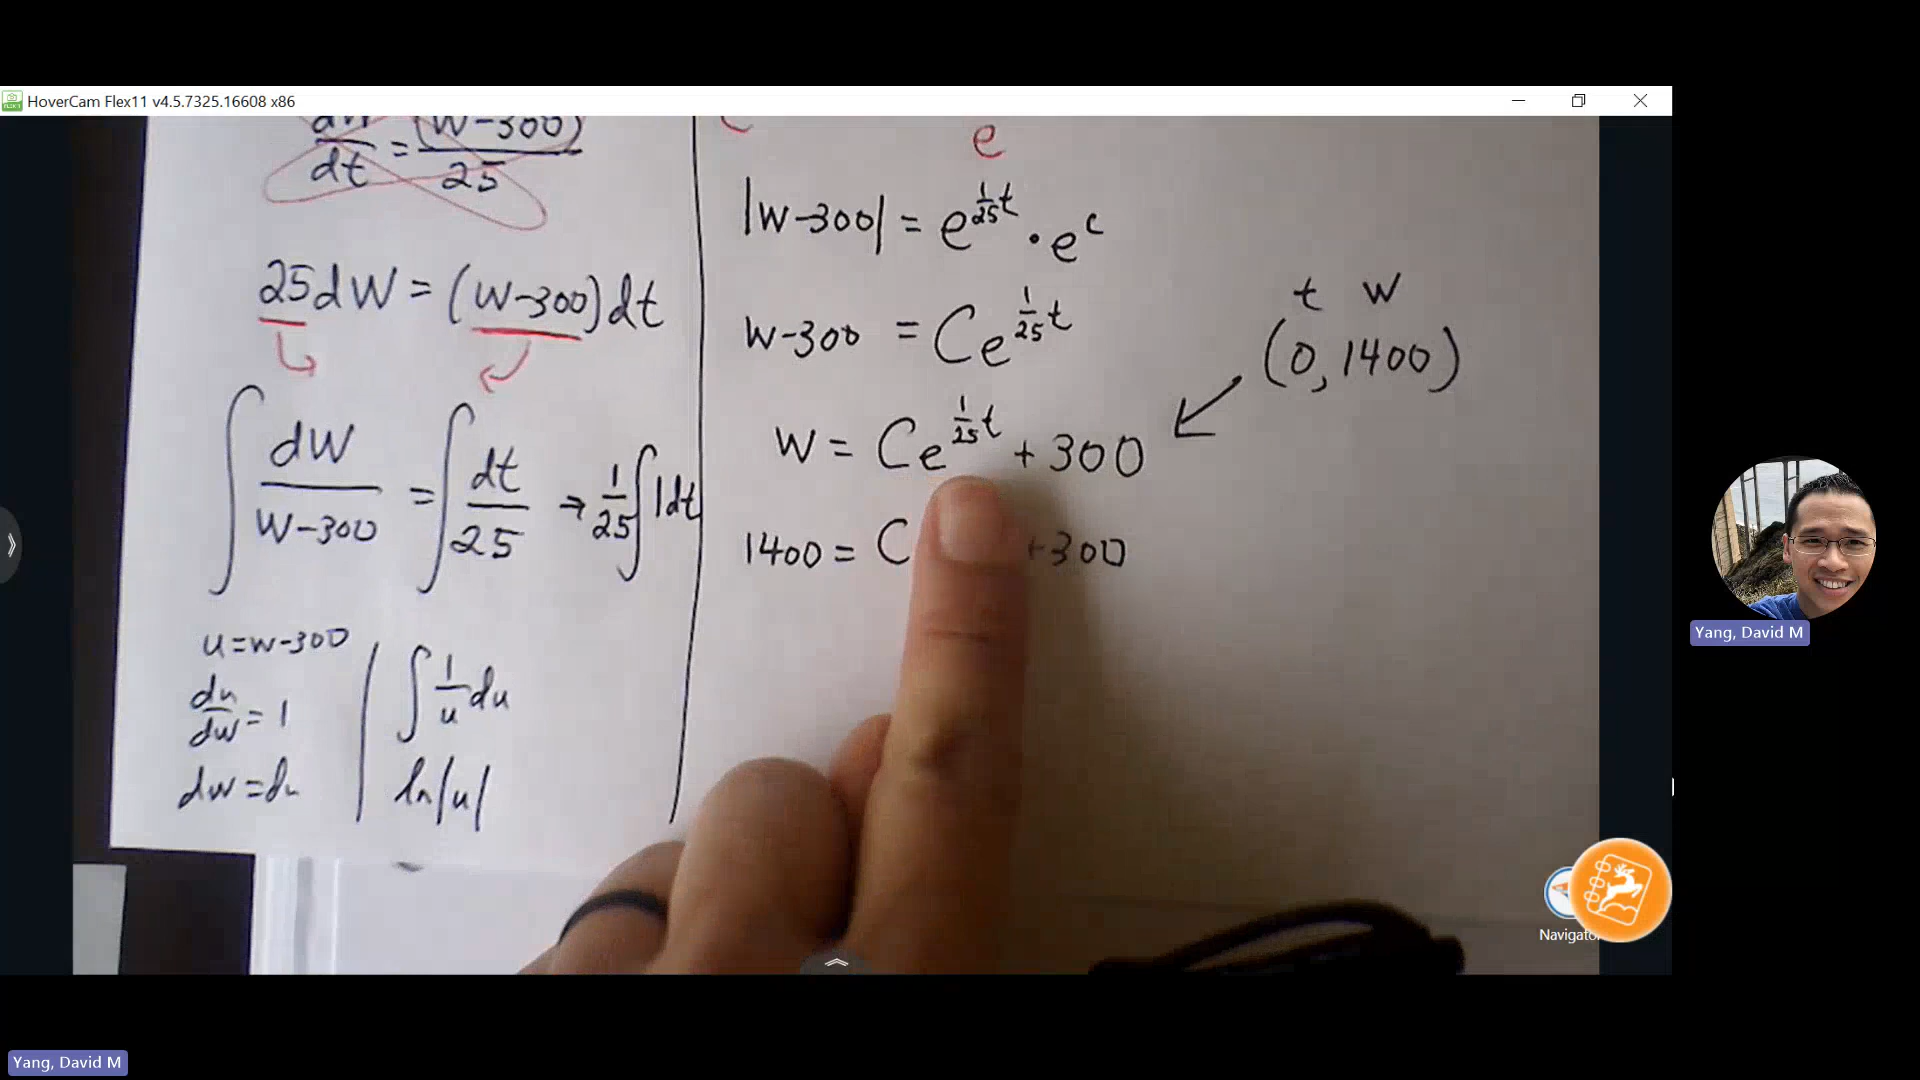 HoverCam Flex11 v4.5.7325.16608 x86
dt = (W-300)/25
25dW = (W-300)dt
∫ dW/(W-300) = ∫ dt/25 → 1/25 ∫ 1dt
u=w-300
du/dw = 1
dw = du
∫ 1/u du
ln|u|
e
|W-300| = e^(1/25 t) · e^c
W-300 = Ce^(1/25 t)
W = Ce^(1/25 t) + 300
1400 = C +300
t W
(0, 1400)
Yang, David M
Yang, David M